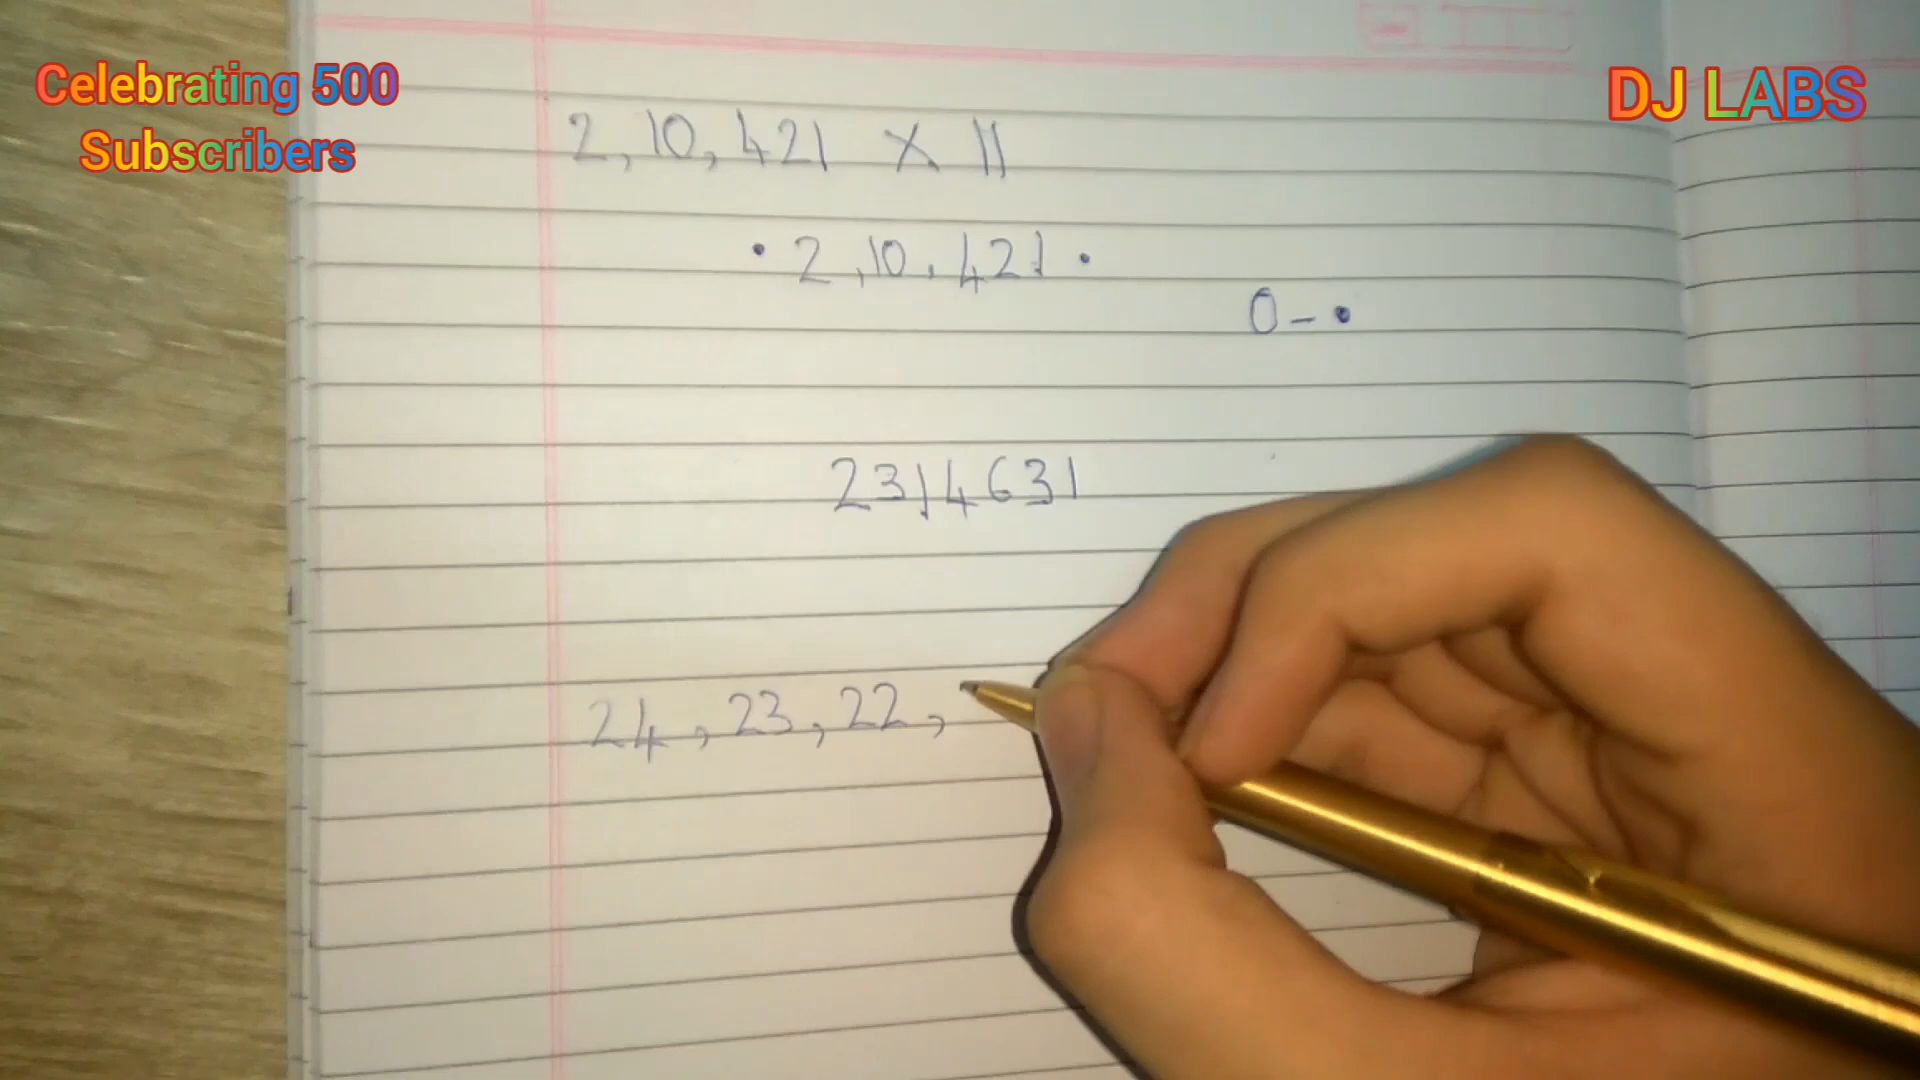 Celebrating 500
Subscribers
DJ LABS
2,10,421 X 11
• 2,10,421 •
0-•
2314631
24, 23, 22,